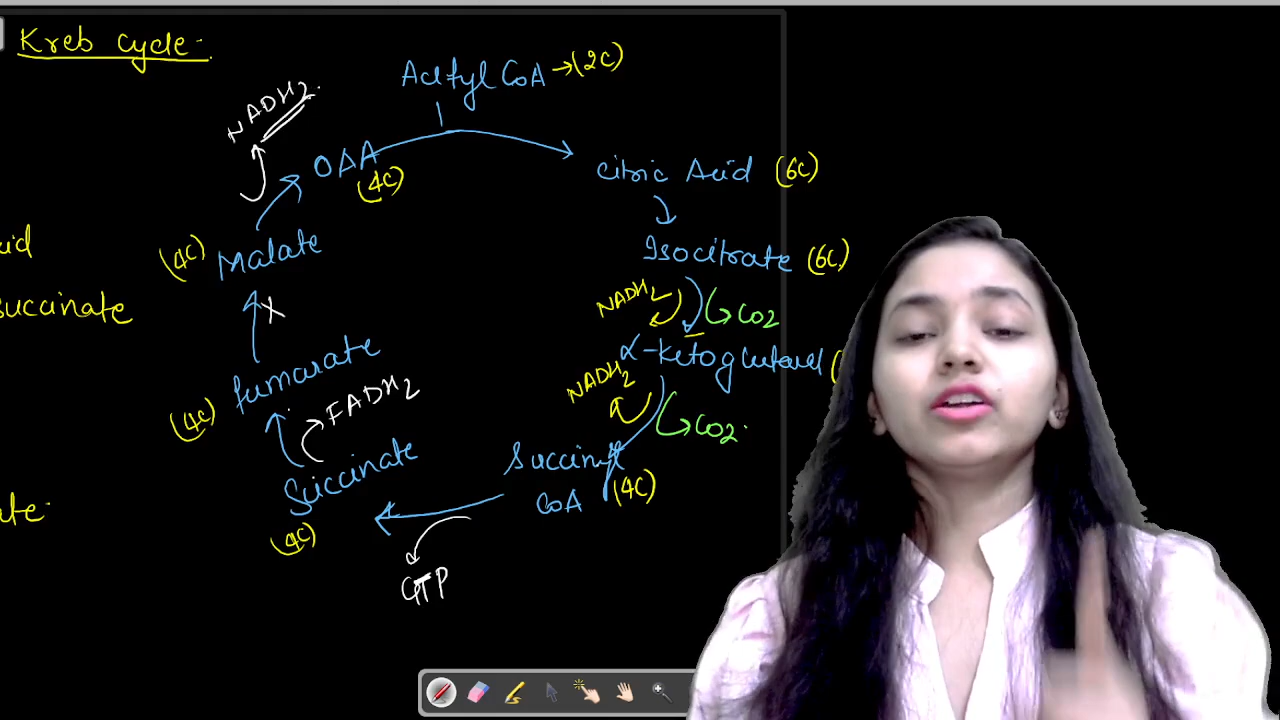 Kreb Cycle:-
Acetyl CoA → (2C)
NADH2.
OAA
(4C)
Citric Acid (6C)
Isocitrate (6C)
NADH2
CO2
α-ketoglutarate (
NADH2
CO2.
Succinyl
CoA (4C)
GTP
Succinate
(4C)
FADH2
fumarate
(4C)
X
Malate
(4C)
uid
succinate
ate.